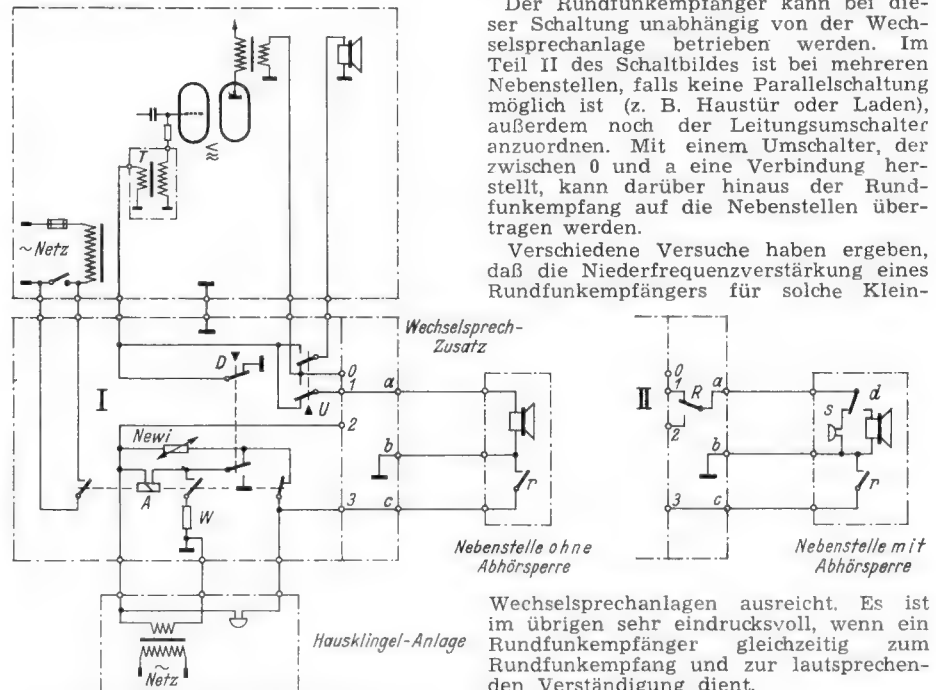 Der Rundfunkempfänger kann bei die-
ser Schaltung unabhängig von der Wech-
selsprechanlage betrieben werden. Im
Teil II des Schaltbildes ist bei mehreren
Nebenstellen, falls keine Parallelschaltung
möglich ist (z. B. Haustür oder Laden),
außerdem noch der Leitungsumschalter
anzuordnen. Mit einem Umschalter, der
zwischen 0 und a eine Verbindung her-
stellt, kann darüber hinaus der Rund-
funkempfang auf die Nebenstellen über-
tragen werden.
Verschiedene Versuche haben ergeben,
daß die Niederfrequenzverstärkung eines
Rundfunkempfängers für solche Klein-
T
~Netz
Wechselsprech-
Zusatz
I
D
U
0
1
2
3
a
b
c
Newi
A
W
r
Nebenstelle ohne
Abhörsperre
II
0
1
2
3
R
a
b
c
s
d
r
Nebenstelle mit
Abhörsperre
Hausklingel-Anlage
~
Netz
Wechselsprechanlagen ausreicht. Es ist
im übrigen sehr eindrucksvoll, wenn ein
Rundfunkempfänger gleichzeitig zum
Rundfunkempfang und zur lautsprechen-
den Verständigung dient.